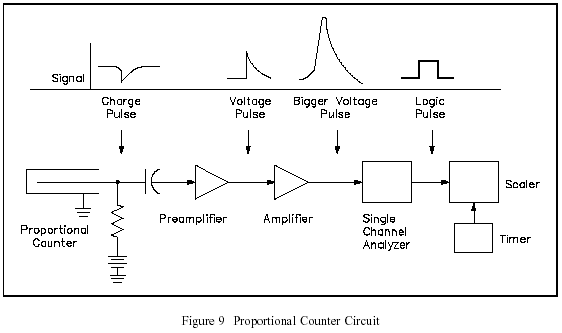 Signal
Charge
Pulse
Voltage
Pulse
Bigger Voltage
Pulse
Logic
Pulse
Proportional
Counter
Preamplifier
Amplifier
Single
Channel
Analyzer
Scaler
Timer
Figure 9 Proportional Counter Circuit